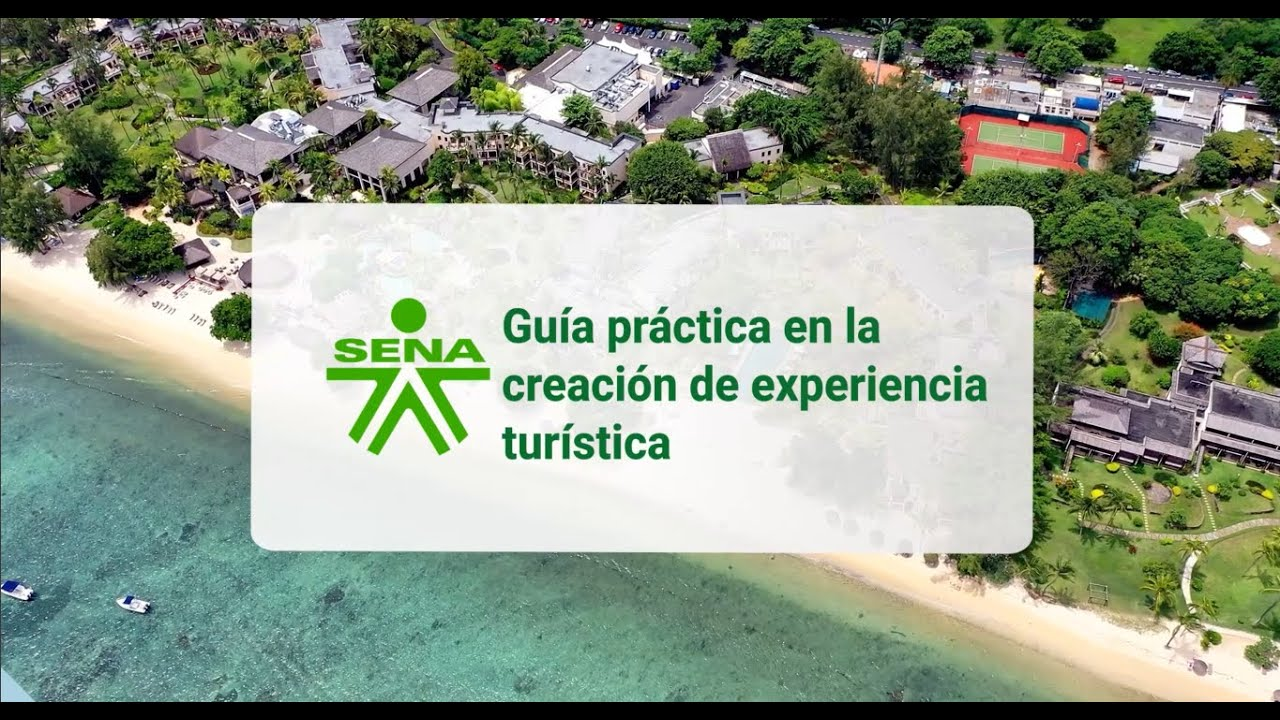 SENA
Guía práctica en la
creación de experiencia
turística